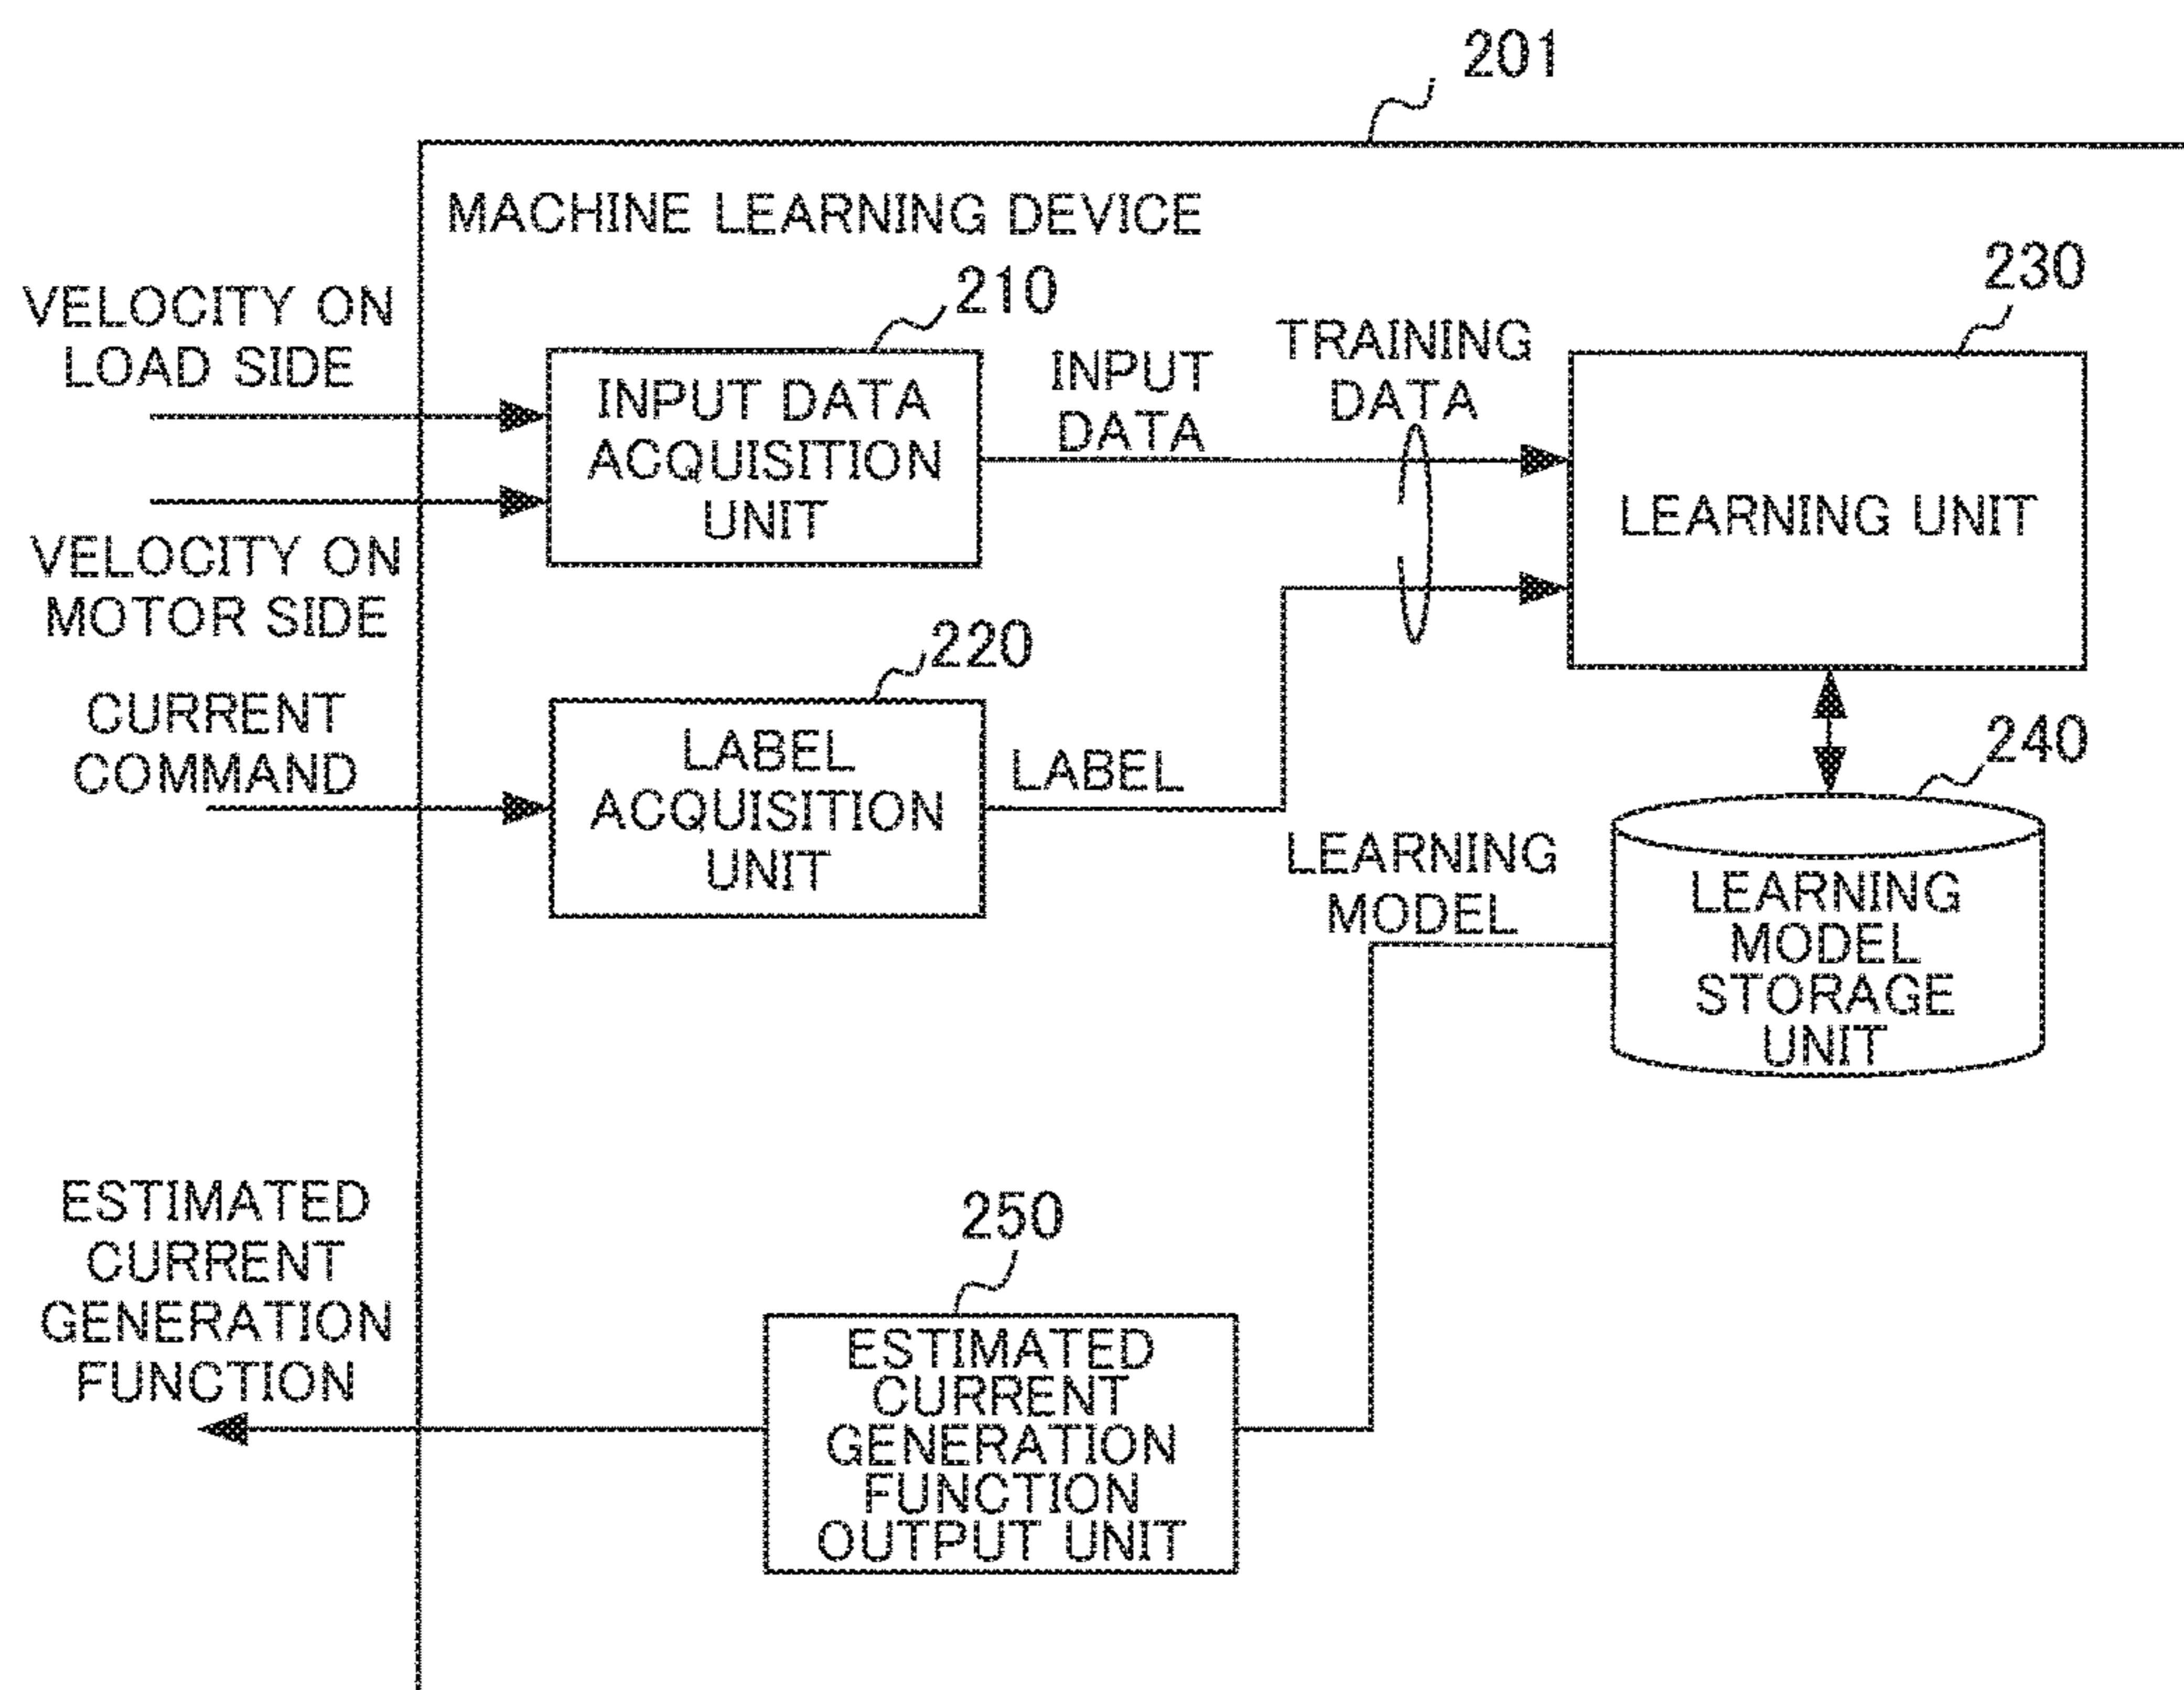 201
MACHINE LEARNING DEVICE
VELOCITY ON
LOAD SIDE
VELOCITY ON
MOTOR SIDE
210
INPUT DATA
ACQUISITION
UNIT
INPUT
DATA
TRAINING
DATA
230
LEARNING UNIT
CURRENT
COMMAND
220
LABEL
ACQUISITION
UNIT
LABEL
240
LEARNING
MODEL
STORAGE
UNIT
LEARNING
MODEL
250
ESTIMATED
CURRENT
GENERATION
FUNCTION
OUTPUT UNIT
ESTIMATED
CURRENT
GENERATION
FUNCTION